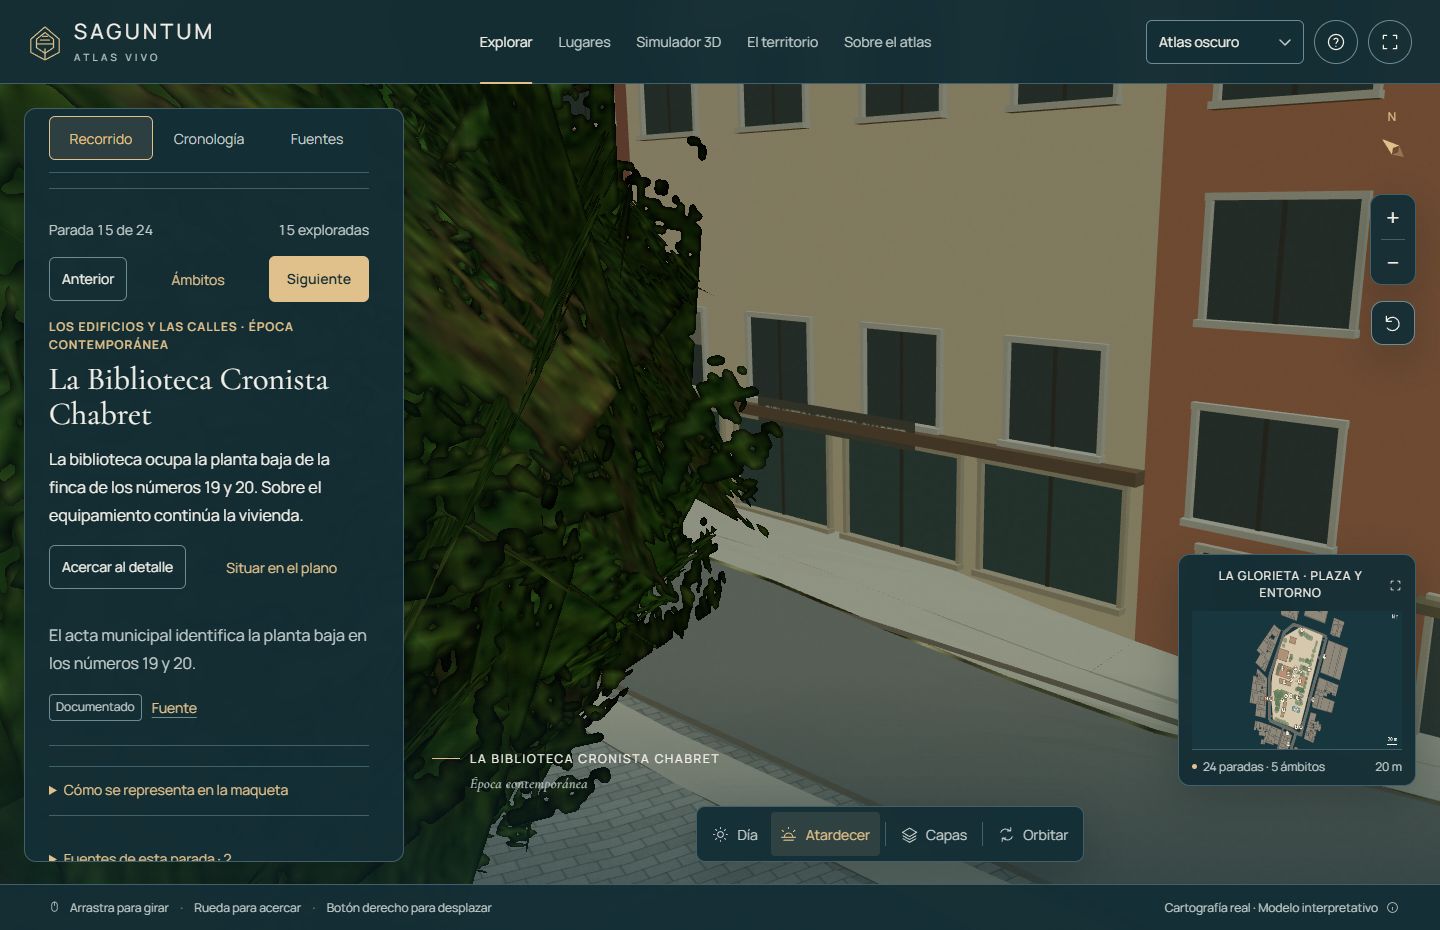 SAGUNTUM
ATLAS VIVO
Explorar
Lugares
Simulador 3D
El territorio
Sobre el atlas
Atlas oscuro
Recorrido
Cronología
Fuentes
Parada 15 de 24
15 exploradas
Anterior
Ámbitos
Siguiente
LOS EDIFICIOS Y LAS CALLES · ÉPOCA
CONTEMPORÁNEA
La Biblioteca Cronista
Chabret
La biblioteca ocupa la planta baja de la
finca de los números 19 y 20. Sobre el
equipamiento continúa la vivienda.
Acercar al detalle
Situar en el plano
El acta municipal identifica la planta baja en
los números 19 y 20.
Documentado
Fuente
Cómo se representa en la maqueta
Fuentes de esta parada · 2
N
+
−
LA GLORIETA · PLAZA Y
ENTORNO
24 paradas · 5 ámbitos
20 m
LA BIBLIOTECA CRONISTA CHABRET
Época contemporánea
Día
Atardecer
Capas
Orbitar
Arrastra para girar · Rueda para acercar · Botón derecho para desplazar
Cartografía real · Modelo interpretativo